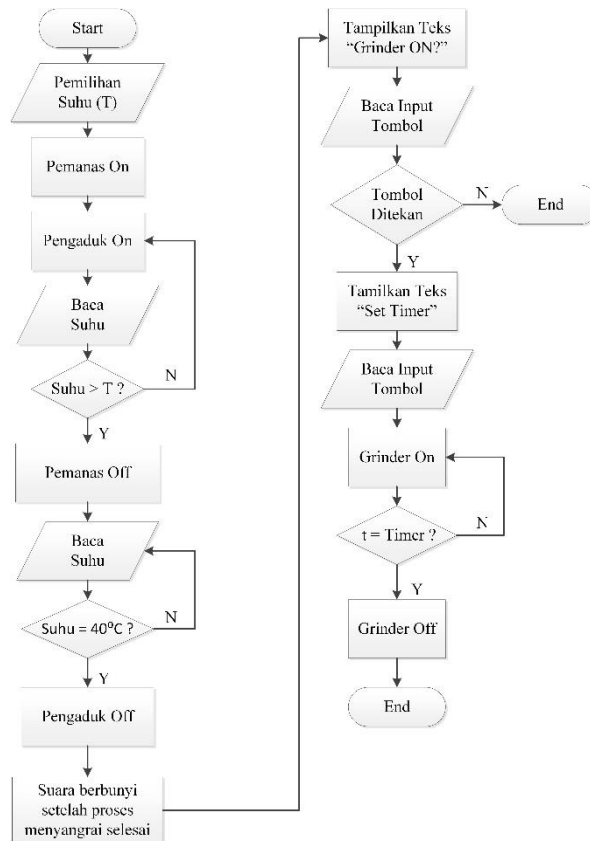 Start
Pemilihan
Suhu (T)
Pemanas On
Pengaduk On
Baca
Suhu
Suhu > T ?
N
Y
Pemanas Off
Baca
Suhu
Suhu = 40°C ?
N
Y
Pengaduk Off
Suara berbunyi
setelah proses
menyangrai selesai
Tampilkan Teks
“Grinder ON?”
Baca Input
Tombol
Tombol
Ditekan
N
End
Y
Tamilkan Teks
“Set Timer”
Baca Input
Tombol
Grinder On
t = Timer ?
N
Y
Grinder Off
End